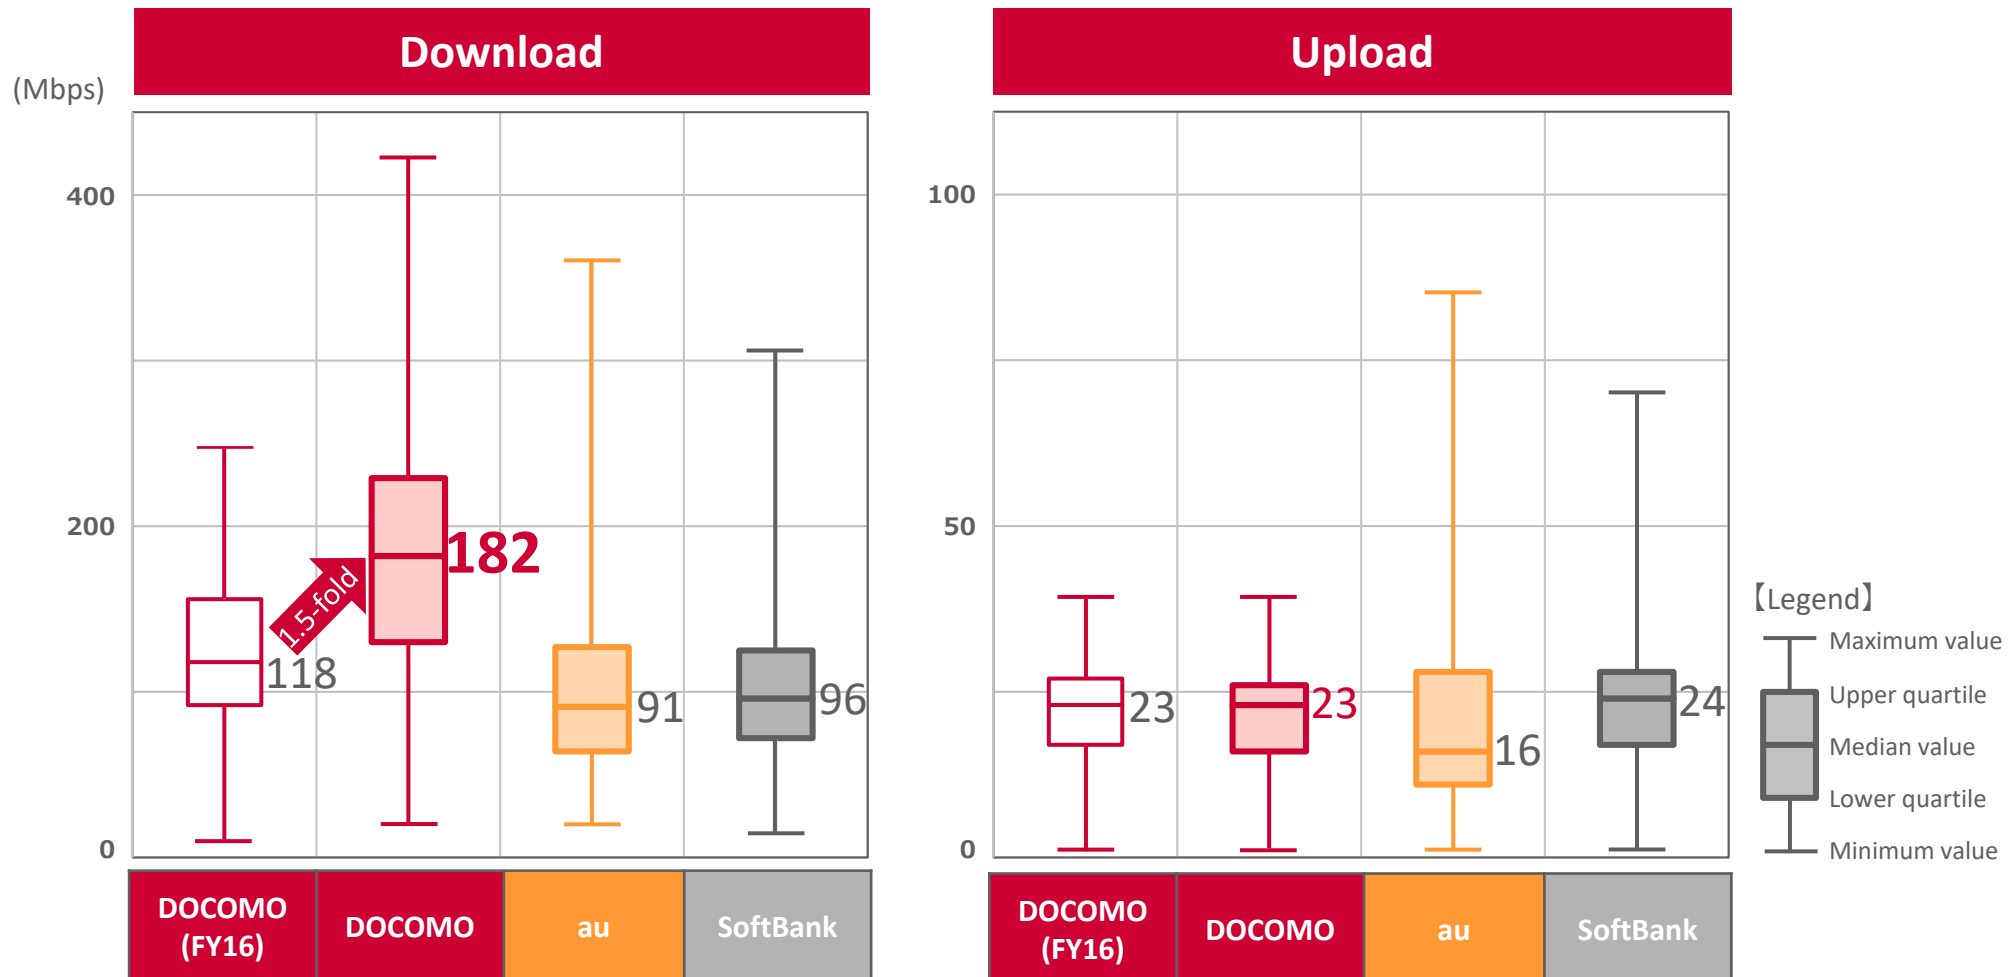 Download
Upload
(Mbps)
400
200
0
118
1.5-fold
182
91
96
DOCOMO
(FY16)
DOCOMO
au
SoftBank
100
50
0
23
23
16
24
DOCOMO
(FY16)
DOCOMO
au
SoftBank
【Legend】
Maximum value
Upper quartile
Median value
Lower quartile
Minimum value